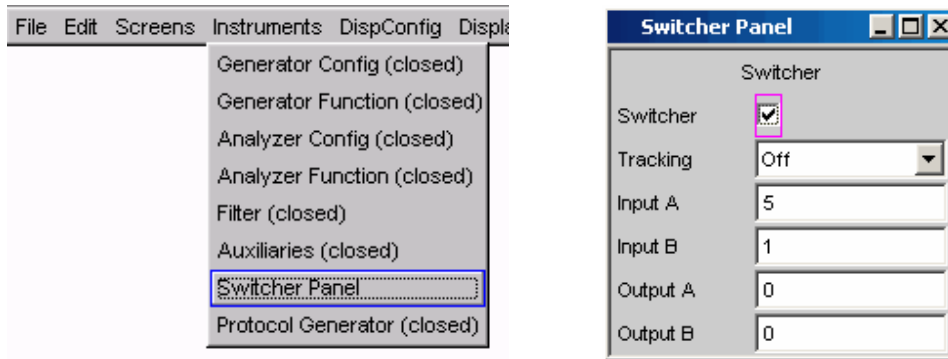 File Edit Screens Instruments DispConfig
Generator Config (closed)
Generator Function (closed)
Analyzer Config (closed)
Analyzer Function (closed)
Filter (closed)
Auxiliaries (closed)
Switcher Panel
Protocol Generator (closed)
Switcher Panel
Switcher
Switcher
Tracking Off
Input A 5
Input B 1
Output A 0
Output B 0